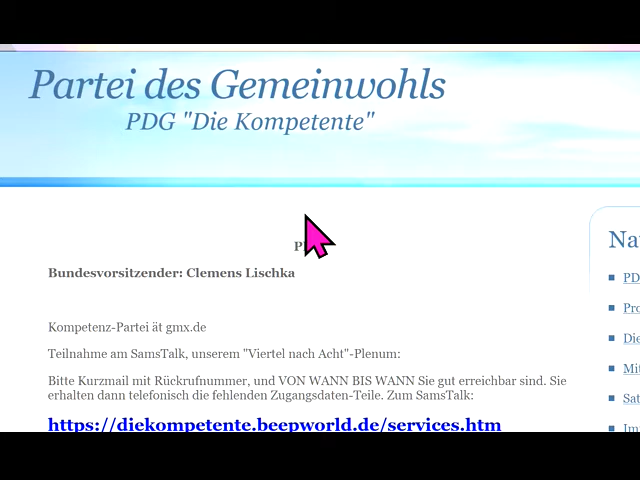 Partei des Gemeinwohls
PDG "Die Kompetente"
Bundesvorsitzender: Clemens Lischka
Kompetenz-Partei ät gmx.de
Teilnahme am SamsTalk, unserem "Viertel nach Acht"-Plenum:
Bitte Kurzmail mit Rückrufnummer, und VON WANN BIS WANN Sie gut erreichbar sind. Sie
erhalten dann telefonisch die fehlenden Zugangsdaten-Teile. Zum SamsTalk:
https://diekompetente.beepworld.de/services.htm